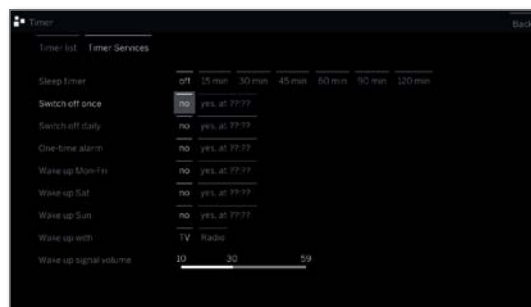 Timer Back
Timer list Timer Services
Sleep timer off 15 min 30 min 45 min 60 min 90 min 120 min
Switch off once no yes, at ??:??
Switch off daily no yes, at ??:??
One-time alarm no yes, at ??:??
Wake up Mon-Fri no yes, at ??:??
Wake up Sat no yes, at ??:??
Wake up Sun no yes, at ??:??
Wake up with TV Radio
Wake up signal volume 10 30 59